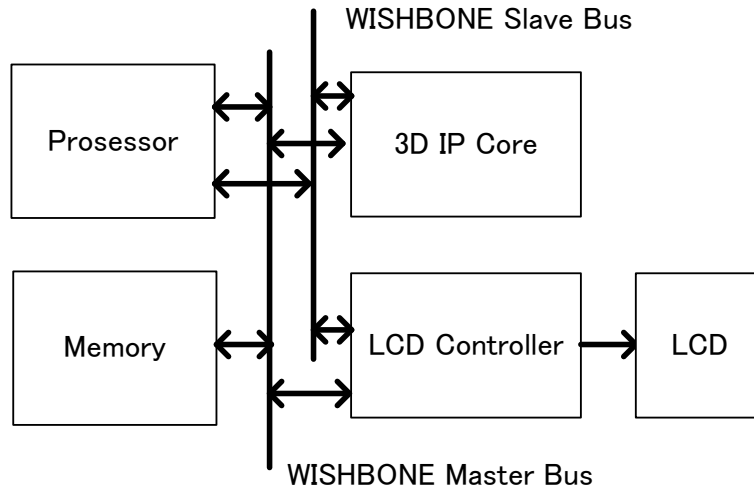 WISHBONE Slave Bus
Prosessor
3D IP Core
Memory
LCD Controller
LCD
WISHBONE Master Bus